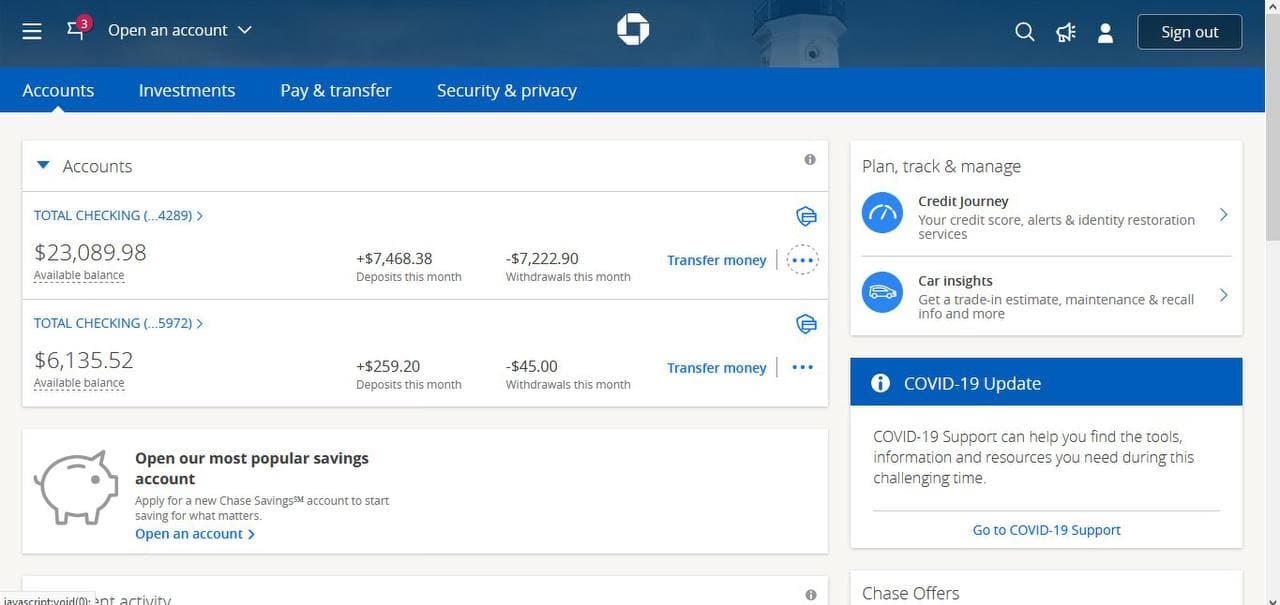 3
Open an account
Sign out
Accounts
Investments
Pay & transfer
Security & privacy
Accounts
TOTAL CHECKING (...4289)
$23,089.98
Available balance
+$7,468.38
Deposits this month
-$7,222.90
Withdrawals this month
Transfer money
TOTAL CHECKING (...5972)
$6,135.52
Available balance
+$259.20
Deposits this month
-$45.00
Withdrawals this month
Transfer money
Open our most popular savings
account
Apply for a new Chase Savings℠ account to start
saving for what matters.
Open an account
activity
javascript:void(0);
Plan, track & manage
Credit Journey
Your credit score, alerts & identity restoration
services
Car insights
Get a trade-in estimate, maintenance & recall
info and more
COVID-19 Update
COVID-19 Support can help you find the tools,
information and resources you need during this
challenging time.
Go to COVID-19 Support
Chase Offers